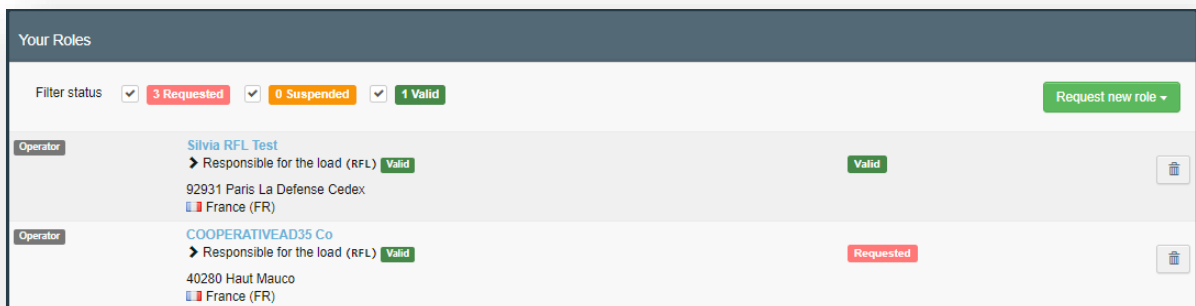 Your Roles
Filter status 3 Requested 0 Suspended 1 Valid Request new role
Operator Silvia RFL Test
Responsible for the load (RFL) Valid Valid
92931 Paris La Defense Cedex
France (FR)
Operator COOPERATIVEAD35 Co
Responsible for the load (RFL) Valid Requested
40280 Haut Mauco
France (FR)